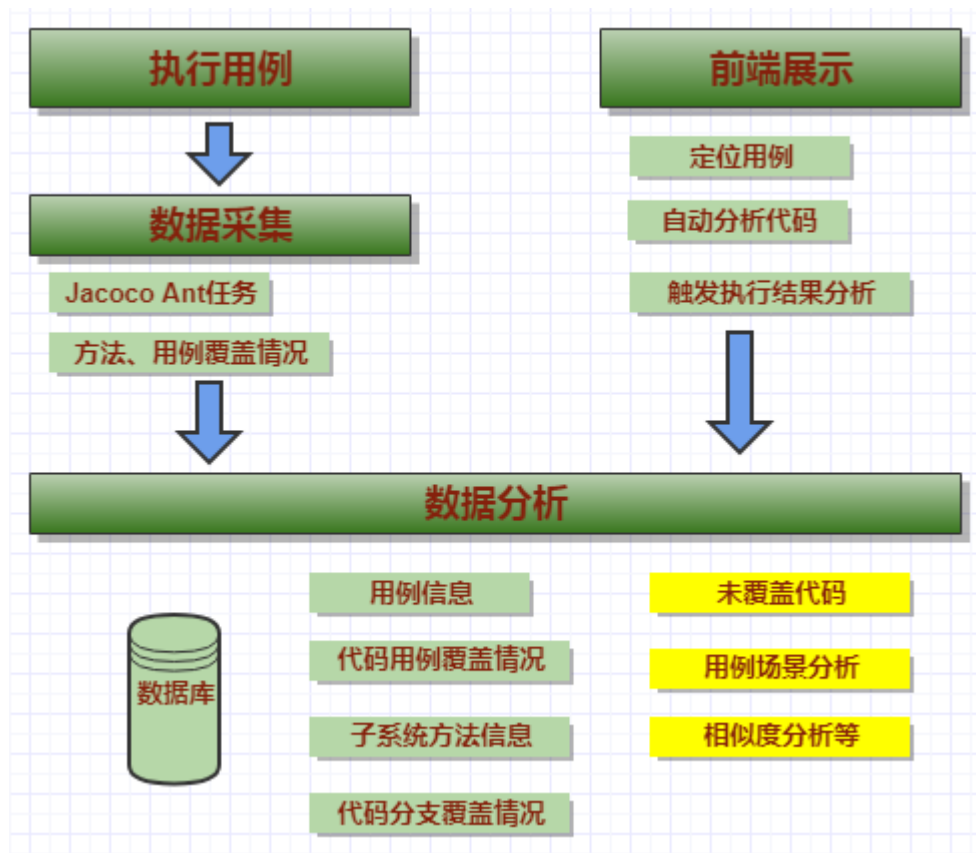 执行用例
前端展示
定位用例
数据采集
自动分析代码
Jacoco Ant任务
触发执行结果分析
方法、用例覆盖情况
数据分析
用例信息
未覆盖代码
代码用例覆盖情况
用例场景分析
数据库
子系统方法信息
相似度分析等
代码分支覆盖情况